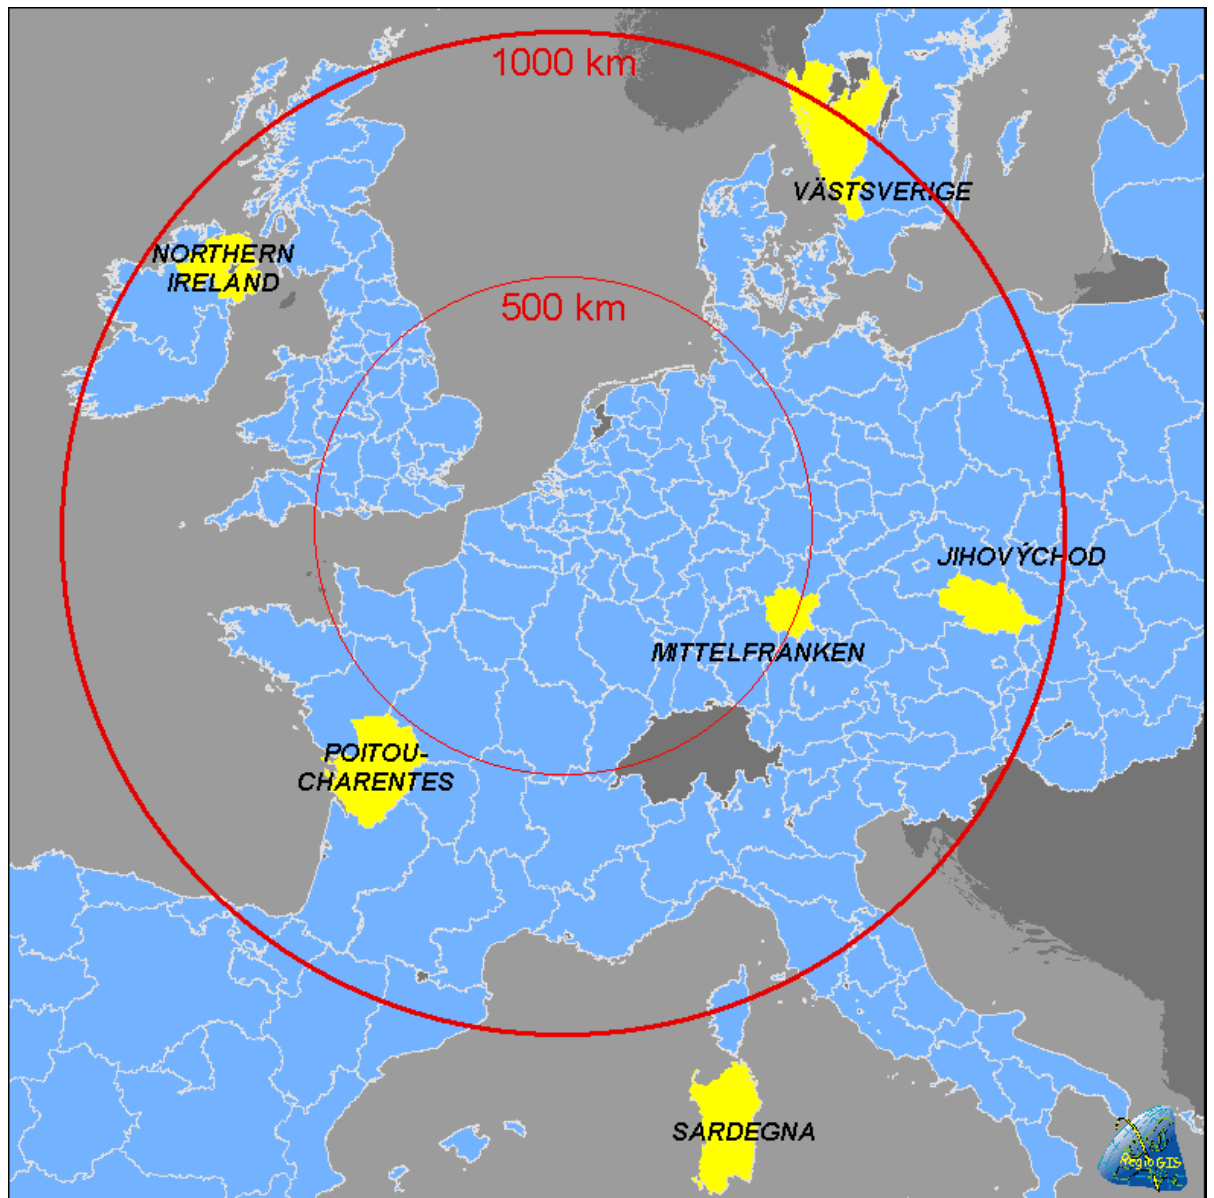 1000 km
VÄSTSVERIGE
NORTHERN
IRELAND
500 km
JIHOVÝCHOD
MITTELFRANKEN
POITOU-
CHARENTES
SARDEGNA
RegioGIS